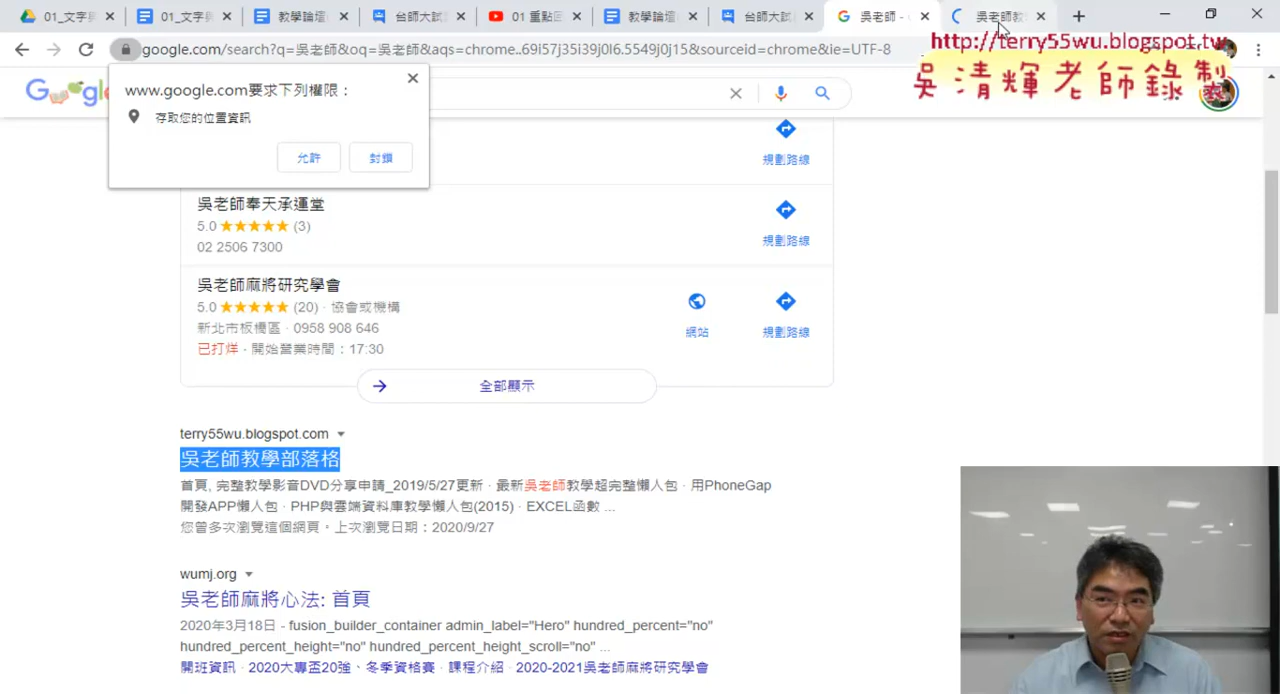 01_文字與
01_文字與
教學論壇
台師大試
01 重點回
教學論壇
台師大試
吳老師 -
吳老師教
google.com/search?q=吳老師&oq=吳老師&aqs=chrome..69i57j35i39j0l6.5549j0j15&sourceid=chrome&ie=UTF-8
http://terry55wu.blogspot.tw
吳清輝老師錄製
www.google.com要求下列權限：
存取您的位置資訊
允許
封鎖
規劃路線
吳老師奉天承運堂
5.0 ★★★★★ (3)
02 2506 7300
規劃路線
吳老師麻將研究學會
5.0 ★★★★★ (20) · 協會或機構
新北市板橋區 · 0958 908 646
已打烊 · 開始營業時間：17:30
網站
規劃路線
全部顯示
terry55wu.blogspot.com
吳老師教學部落格
首頁, 完整教學影音DVD分享申請_2019/5/27更新 · 最新吳老師教學超完整懶人包 · 用PhoneGap
開發APP懶人包 · PHP與雲端資料庫教學懶人包(2015) · EXCEL函數 ...
您曾多次瀏覽這個網頁。上次瀏覽日期：2020/9/27
wumj.org
吳老師麻將心法: 首頁
2020年3月18日 - fusion_builder_container admin_label="Hero" hundred_percent="no"
hundred_percent_height="no" hundred_percent_height_scroll="no" ...
開班資訊 · 2020大專盃20強、冬季資格賽 · 課程介紹 · 2020-2021吳老師麻將研究學會